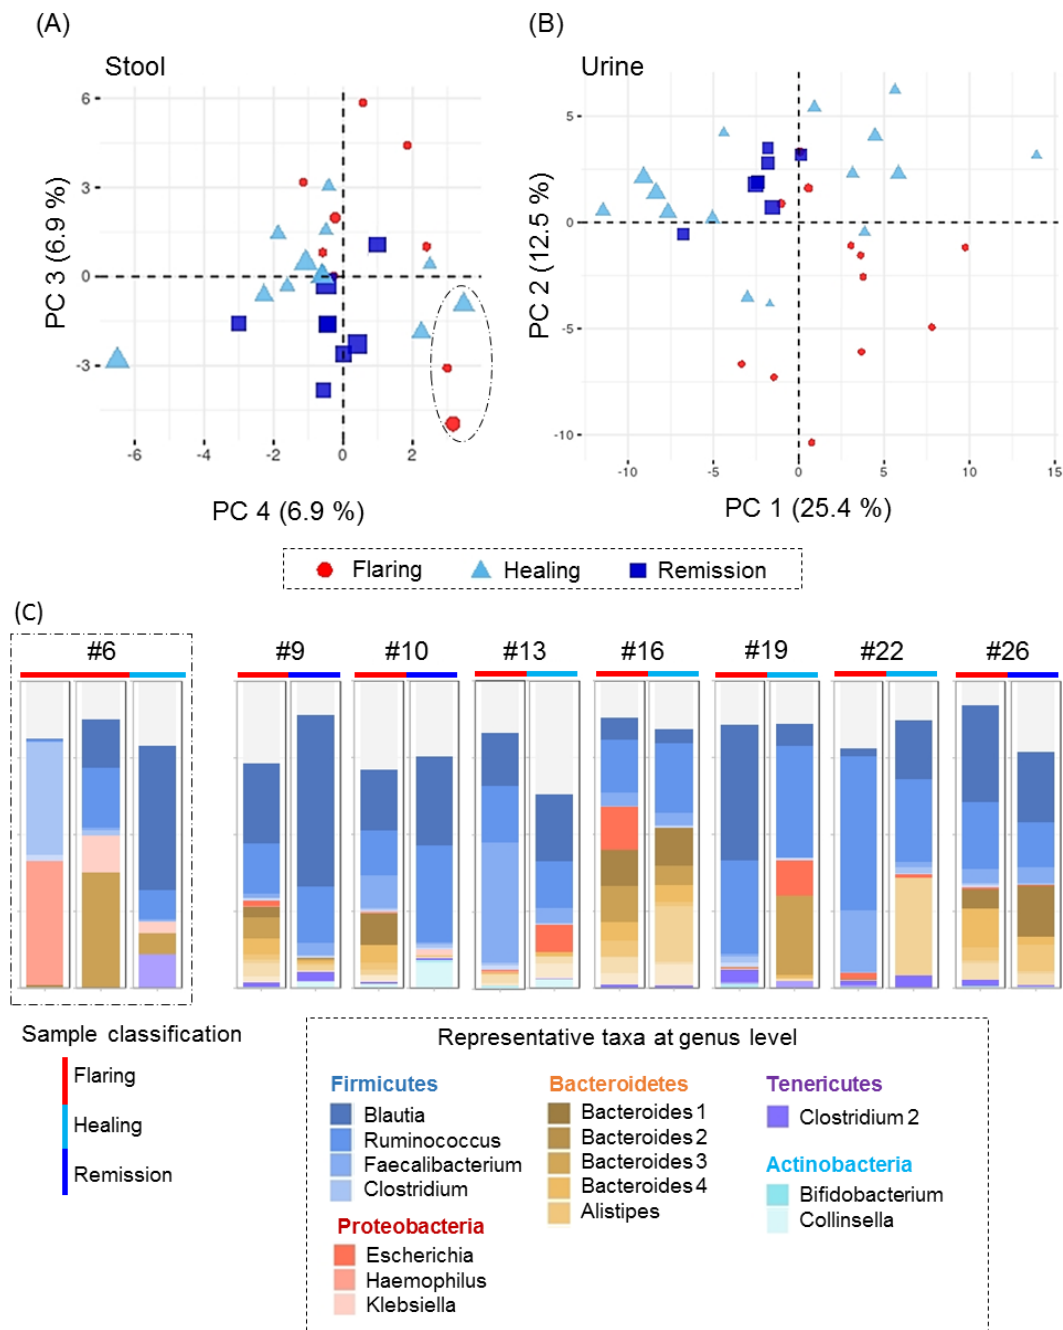 (A)
Stool
6
3
0
-3
-6
-4
-2
0
2
PC 3 (6.9 %)
PC 4 (6.9 %)
(B)
Urine
5
0
-5
-10
-10
-5
0
5
10
15
PC 2 (12.5 %)
PC 1 (25.4 %)
Flaring Healing Remission
(C)
#6 #9 #10 #13 #16 #19 #22 #26
Sample classification
Flaring
Healing
Remission
Representative taxa at genus level
Firmicutes
Blautia
Ruminococcus
Faecalibacterium
Clostridium
Proteobacteria
Escherichia
Haemophilus
Klebsiella
Bacteroidetes
Bacteroides 1
Bacteroides 2
Bacteroides 3
Bacteroides 4
Alistipes
Tenericutes
Clostridium 2
Actinobacteria
Bifidobacterium
Collinsella